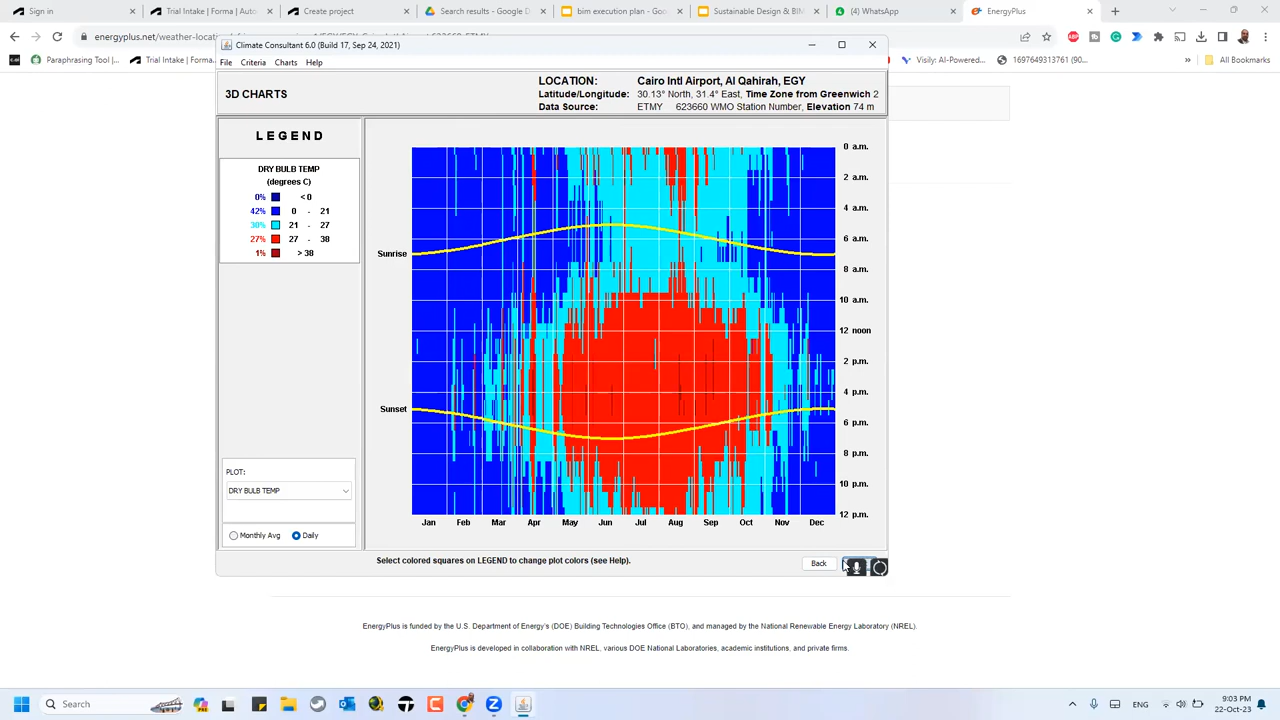 Sign in
Trial Intake | Forma | Auto
Create project
Search results - Google D
bim execution plan - Goo
Sustainable Design & BIM
(4) WhatsApp
EnergyPlus
energyplus.net/weather-locat
Paraphrasing Tool |...
Trial Intake | Forma
Visily: AI-Powered...
1697649313761 (90...
All Bookmarks
Climate Consultant 6.0 (Build 17, Sep 24, 2021)
File Criteria Charts Help
3D CHARTS
LOCATION: Cairo Intl Airport, Al Qahirah, EGY
Latitude/Longitude: 30.13° North, 31.4° East, Time Zone from Greenwich 2
Data Source: ETMY 623660 WMO Station Number, Elevation 74 m
LEGEND
DRY BULB TEMP
(degrees C)
0% < 0
42% 0 - 21
30% 21 - 27
27% 27 - 38
1% > 38
PLOT:
DRY BULB TEMP
Monthly Avg Daily
Sunrise
Sunset
0 a.m.
2 a.m.
4 a.m.
6 a.m.
8 a.m.
10 a.m.
12 noon
2 p.m.
4 p.m.
6 p.m.
8 p.m.
10 p.m.
12 p.m.
Jan Feb Mar Apr May Jun Jul Aug Sep Oct Nov Dec
Select colored squares on LEGEND to change plot colors (see Help).
Back
EnergyPlus is funded by the U.S. Department of Energy's (DOE) Building Technologies Office (BTO), and managed by the National Renewable Energy Laboratory (NREL).
EnergyPlus is developed in collaboration with NREL, various DOE National Laboratories, academic institutions, and private firms.
Search
ENG
9:03 PM
22-Oct-23